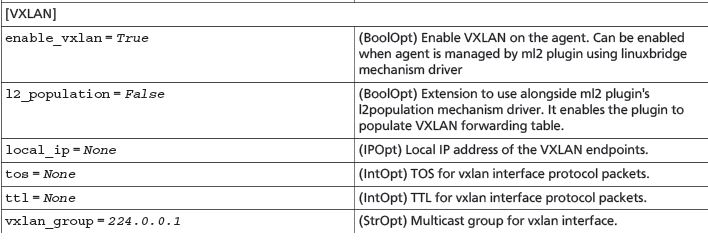 [VXLAN]
enable_vxlan = True
(BoolOpt) Enable VXLAN on the agent. Can be enabled
when agent is managed by ml2 plugin using linuxbridge
mechanism driver
l2_population = False
(BoolOpt) Extension to use alongside ml2 plugin's
l2population mechanism driver. It enables the plugin to
populate VXLAN forwarding table.
local_ip = None
(IPOpt) Local IP address of the VXLAN endpoints.
tos = None
(IntOpt) TOS for vxlan interface protocol packets.
ttl = None
(IntOpt) TTL for vxlan interface protocol packets.
vxlan_group = 224.0.0.1
(StrOpt) Multicast group for vxlan interface.